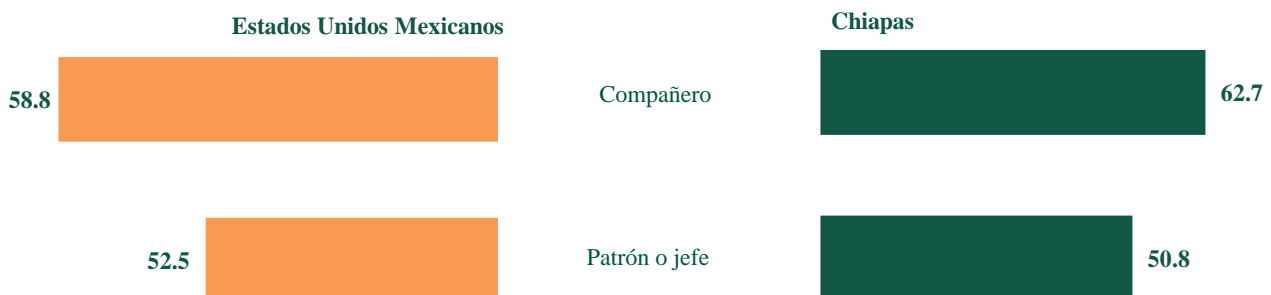 Estados Unidos Mexicanos
Chiapas
58.8
Compañero
62.7
52.5
Patrón o jefe
50.8